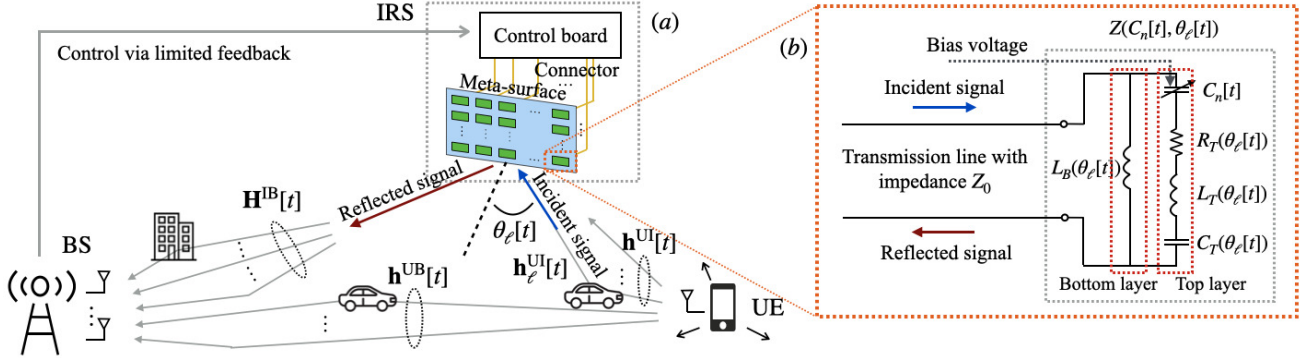 IRS
(a)
Control via limited feedback
Control board
Connector
...
Meta-surface
Reflected signal
Incident signal
𝐇^IB[t]
θ_ℓ[t]
𝐡^UI[t]
𝐡_ℓ^UI[t]
𝐡^UB[t]
BS
UE
(b)
Z(C_n[t], θ_ℓ[t])
Bias voltage
Incident signal
C_n[t]
R_T(θ_ℓ[t])
Transmission line with
impedance Z_0
L_B(θ_ℓ[t])
L_T(θ_ℓ[t])
C_T(θ_ℓ[t])
Reflected signal
Bottom layer
Top layer